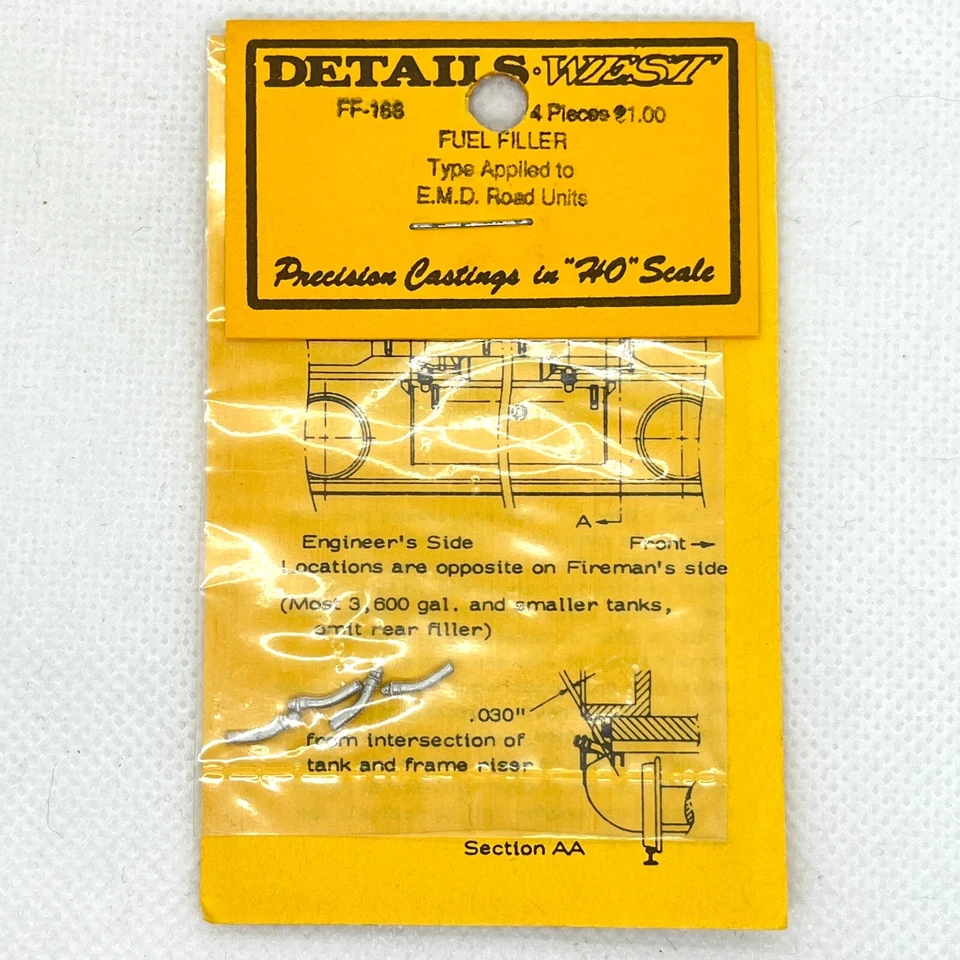 DETAILS·WEST
FF-168 4 Pieces $1.00
FUEL FILLER
Type Applied to
E.M.D. Road Units
Precision Castings in "HO" Scale
A
Engineer's Side Front
Locations are opposite on Fireman's side
(Most 3,600 gal. and smaller tanks,
omit rear filler)
.030"
from intersection of
tank and frame riser
Section AA